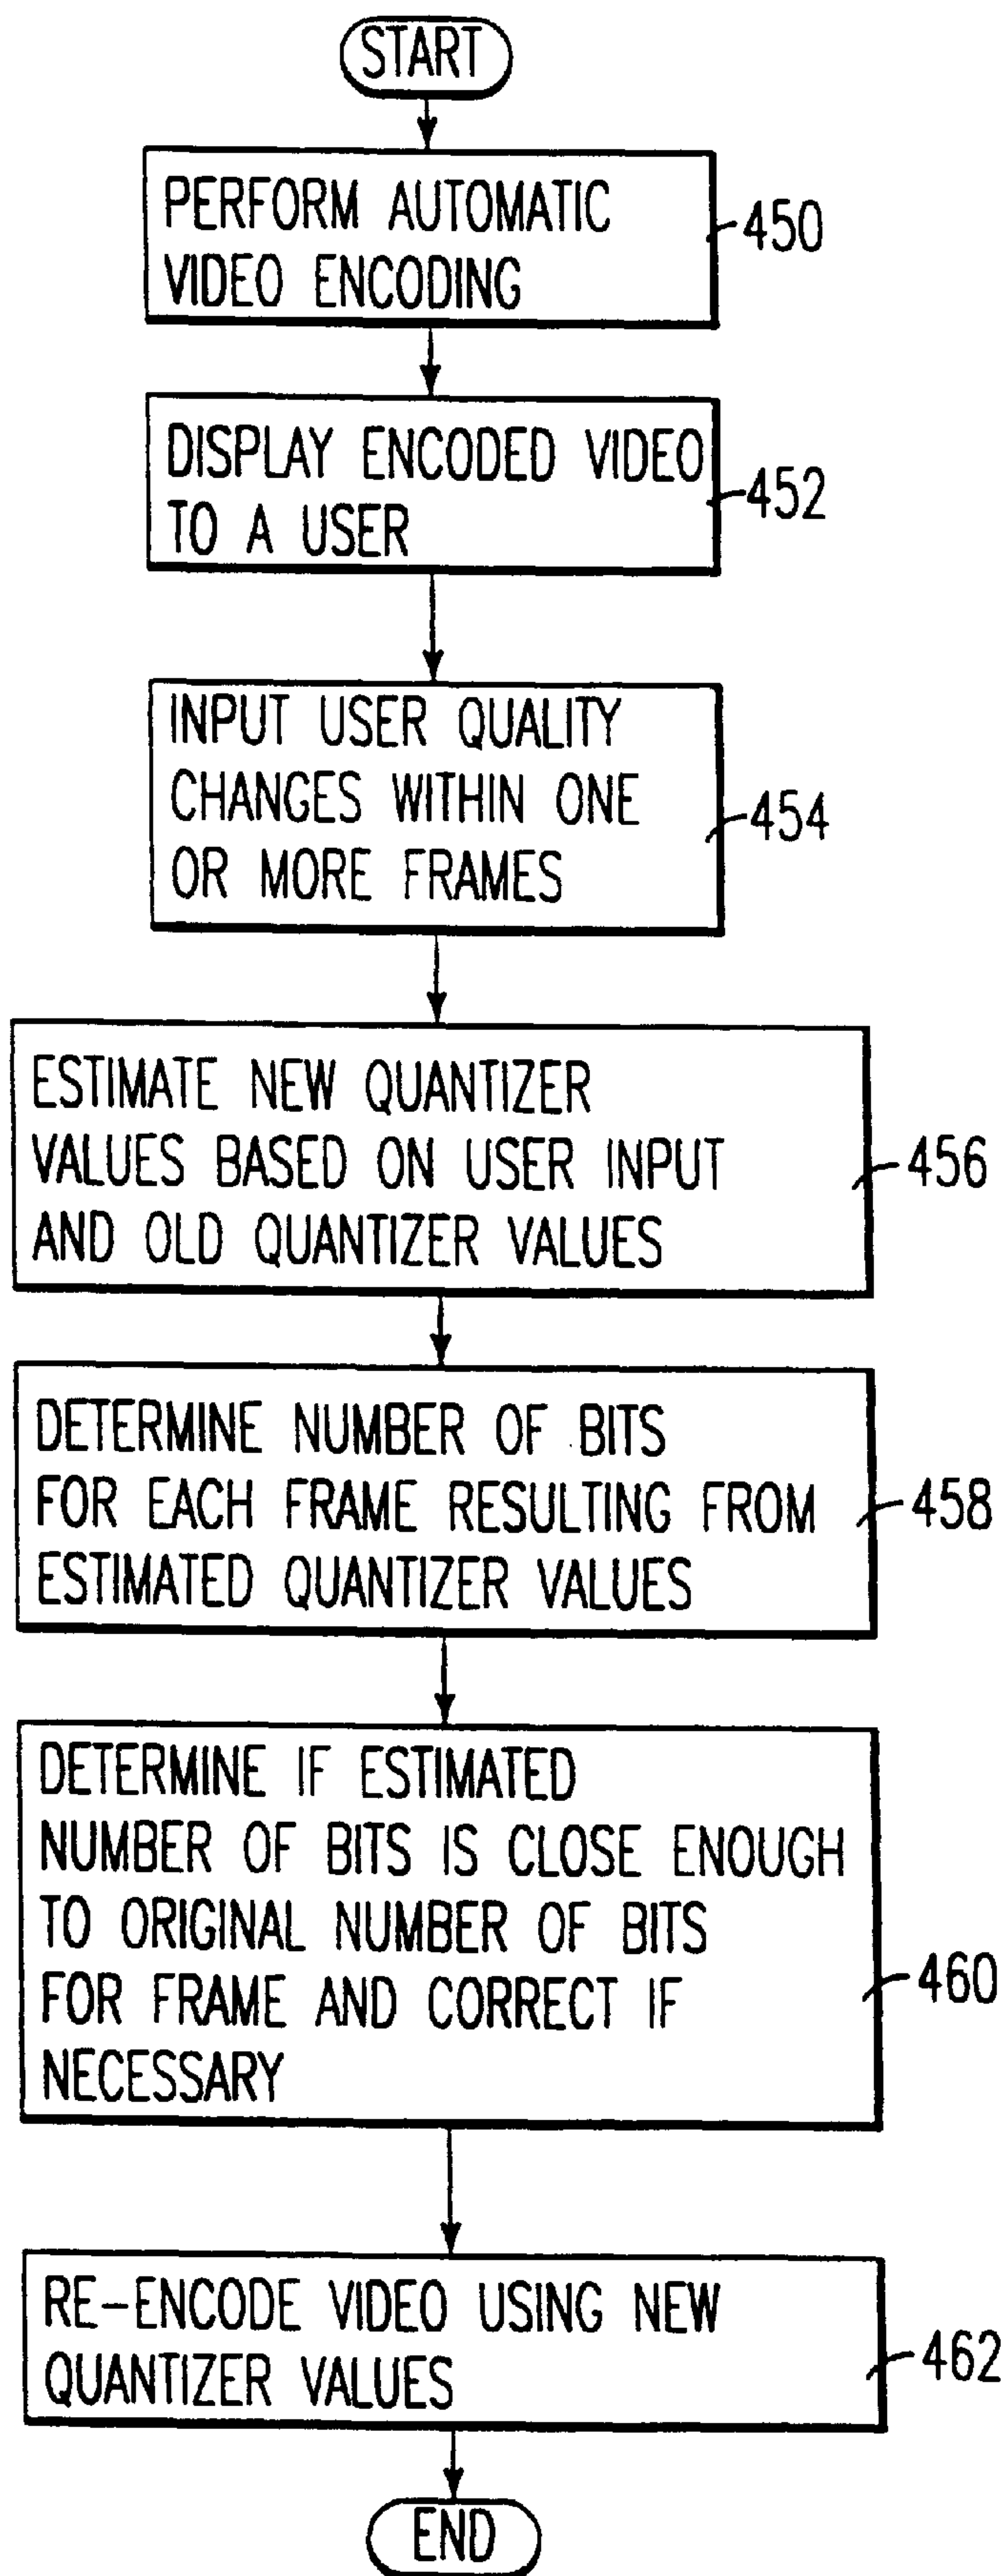 START
PERFORM AUTOMATIC
VIDEO ENCODING
450
DISPLAY ENCODED VIDEO
TO A USER
452
INPUT USER QUALITY
CHANGES WITHIN ONE
OR MORE FRAMES
454
ESTIMATE NEW QUANTIZER
VALUES BASED ON USER INPUT
AND OLD QUANTIZER VALUES
456
DETERMINE NUMBER OF BITS
FOR EACH FRAME RESULTING FROM
ESTIMATED QUANTIZER VALUES
458
DETERMINE IF ESTIMATED
NUMBER OF BITS IS CLOSE ENOUGH
TO ORIGINAL NUMBER OF BITS
FOR FRAME AND CORRECT IF
NECESSARY
460
RE-ENCODE VIDEO USING NEW
QUANTIZER VALUES
462
END